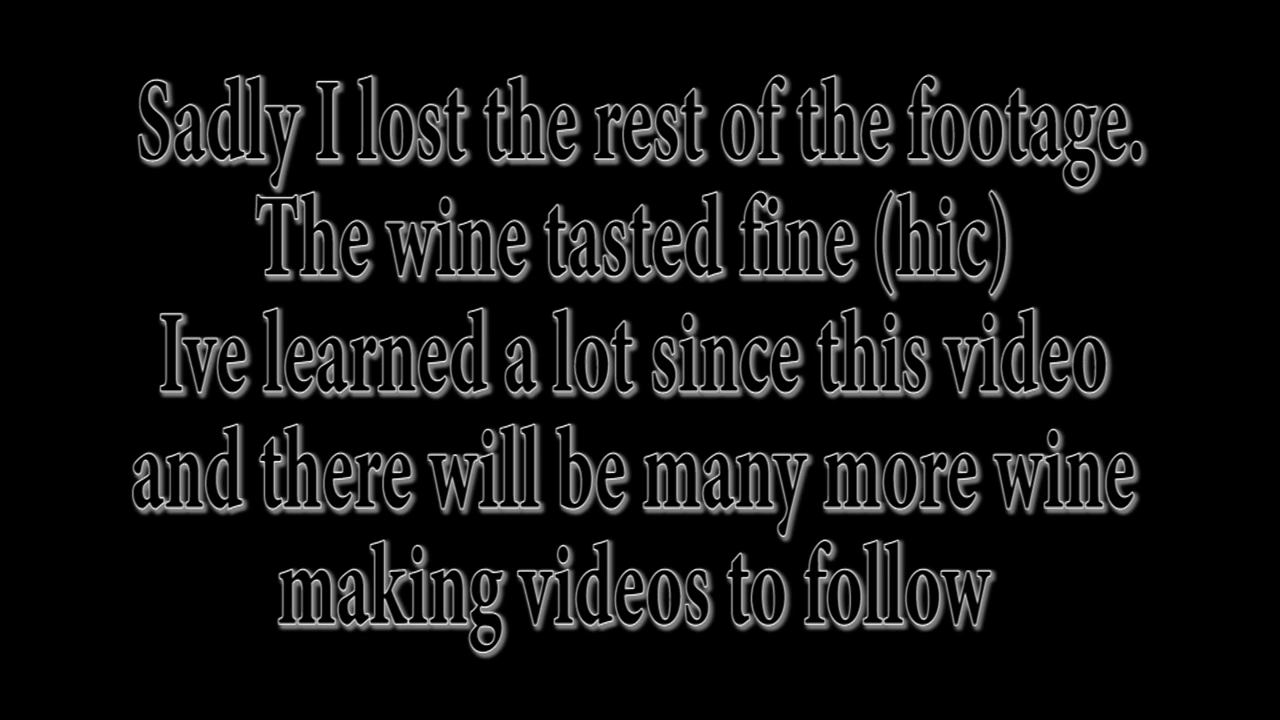 Sadly I lost the rest of the footage.
The wine tasted fine (hic)
Ive learned a lot since this video
and there will be many more wine
making videos to follow